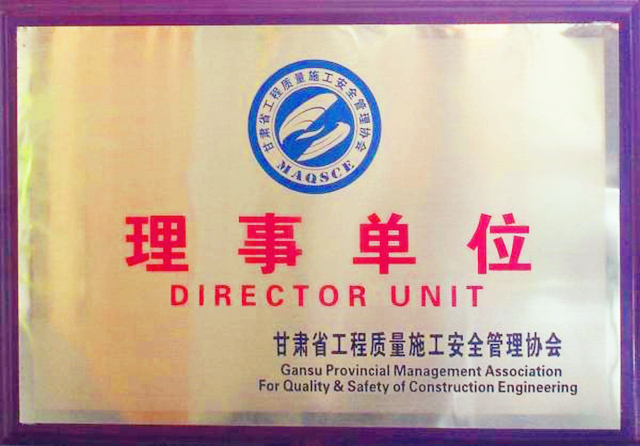 甘肃省工程质量施工安全管理协会
MAQSCE
理事单位
DIRECTOR UNIT
甘肃省工程质量施工安全管理协会
Gansu Provincial Management Association
For Quality & Safety of Construction Engineering